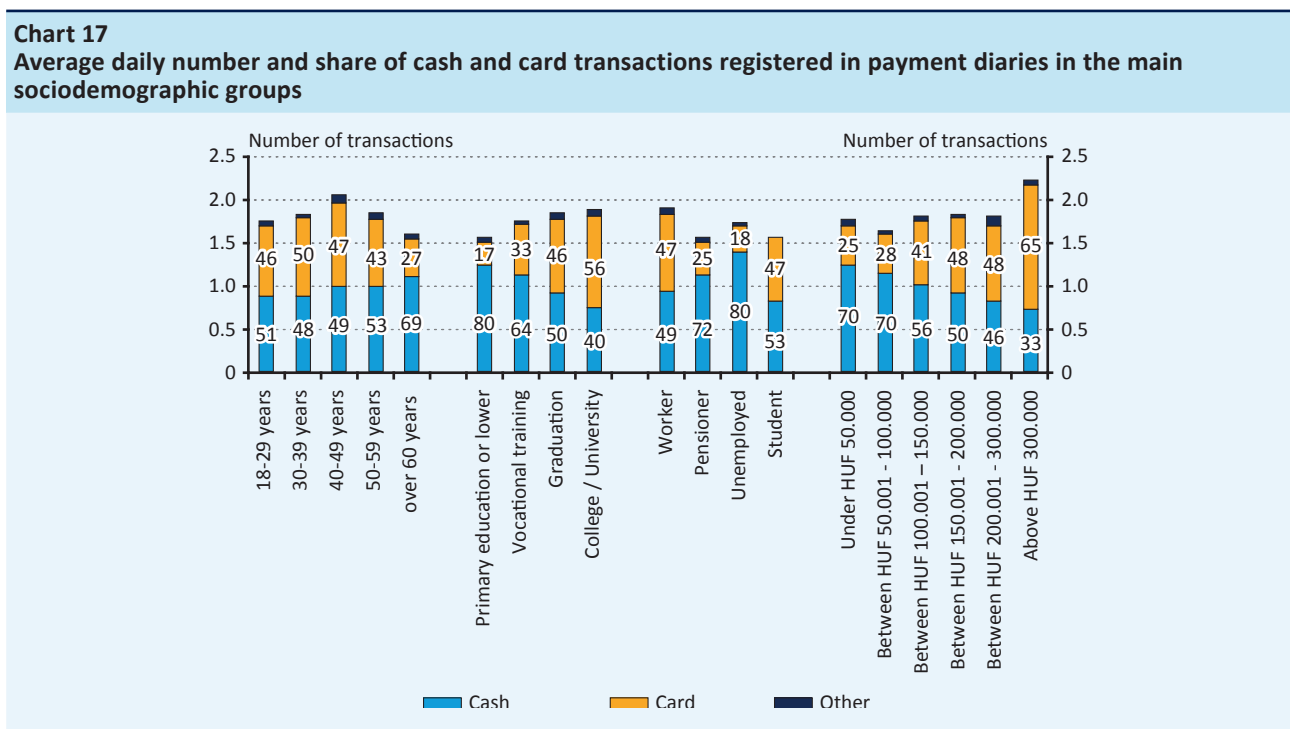 Chart 17
Average daily number and share of cash and card transactions registered in payment diaries in the main
sociodemographic groups
Number of transactions
Number of transactions
2.5
2.0
1.5
1.0
0.5
0
2.5
2.0
1.5
1.0
0.5
0
46 50 47 43 27 17 33 46 56 47 25 18 47 25 28 41 48 48 65
51 48 49 53 69 80 64 50 40 49 72 80 53 70 70 56 50 46 33
18-29 years
30-39 years
40-49 years
50-59 years
over 60 years
Primary education or lower
Vocational training
Graduation
College / University
Worker
Pensioner
Unemployed
Student
Under HUF 50.000
Between HUF 50.001 - 100.000
Between HUF 100.001 – 150.000
Between HUF 150.001 - 200.000
Between HUF 200.001 - 300.000
Above HUF 300.000
Cash Card Other